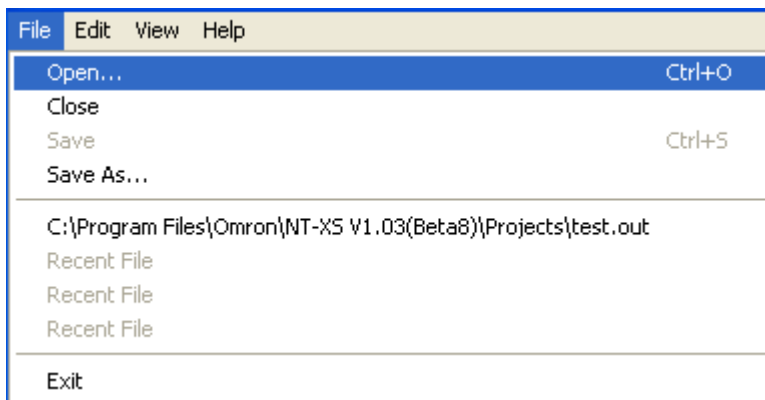 File Edit View Help
Open... Ctrl+O
Close
Save Ctrl+S
Save As...
C:\Program Files\Omron\NT-XS V1.03(Beta8)\Projects\test.out
Recent File
Recent File
Recent File
Exit